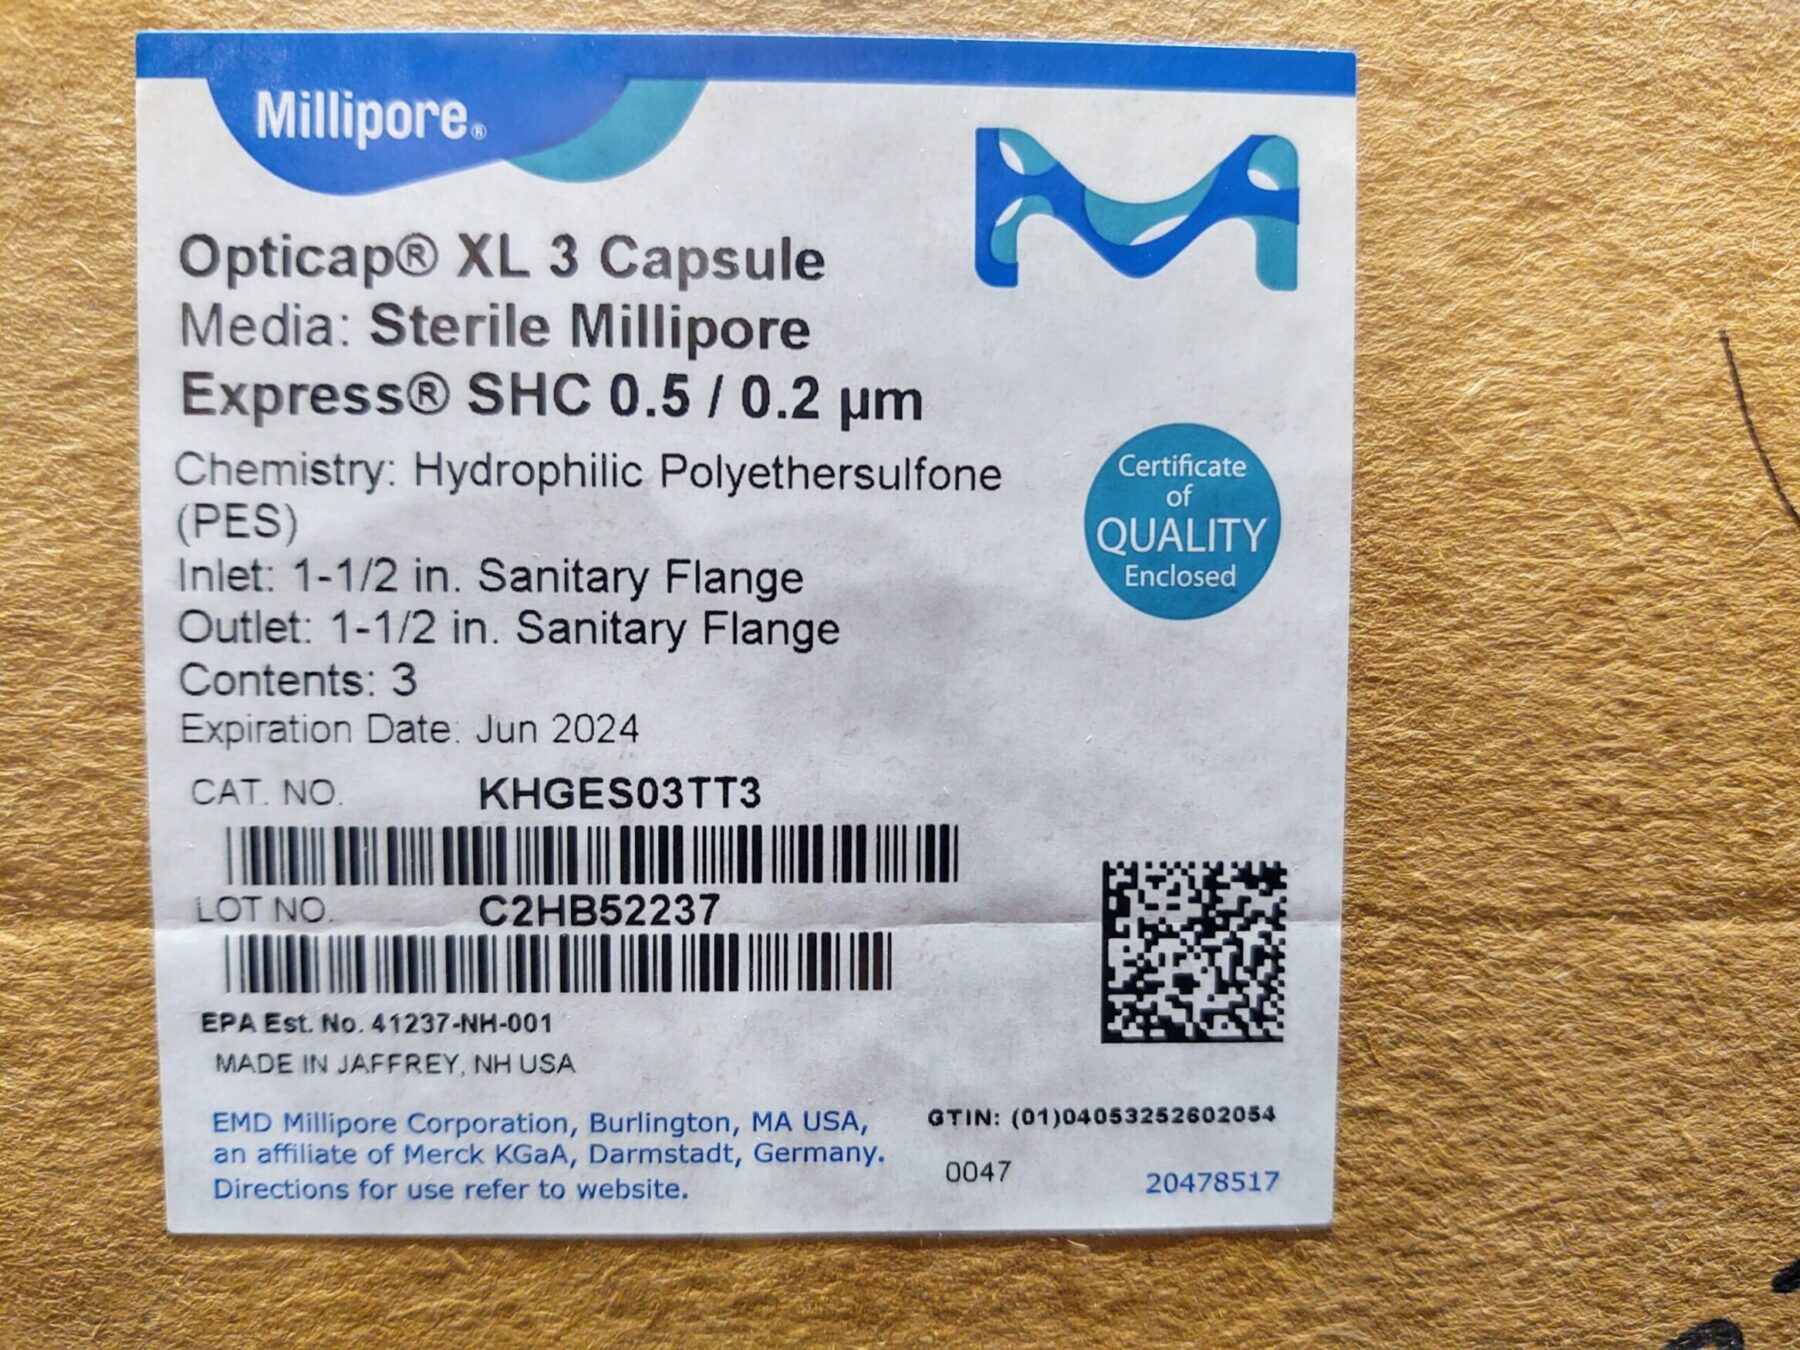 Millipore®
Opticap® XL 3 Capsule
Media: Sterile Millipore
Express® SHC 0.5 / 0.2 µm
Chemistry: Hydrophilic Polyethersulfone
(PES)
Inlet: 1-1/2 in. Sanitary Flange
Outlet: 1-1/2 in. Sanitary Flange
Contents: 3
Expiration Date: Jun 2024
Certificate
of
QUALITY
Enclosed
CAT. NO. KHGES03TT3
LOT NO. C2HB52237
EPA Est. No. 41237-NH-001
MADE IN JAFFREY, NH USA
EMD Millipore Corporation, Burlington, MA USA,
an affiliate of Merck KGaA, Darmstadt, Germany.
Directions for use refer to website.
GTIN: (01)04053252602054
0047 20478517